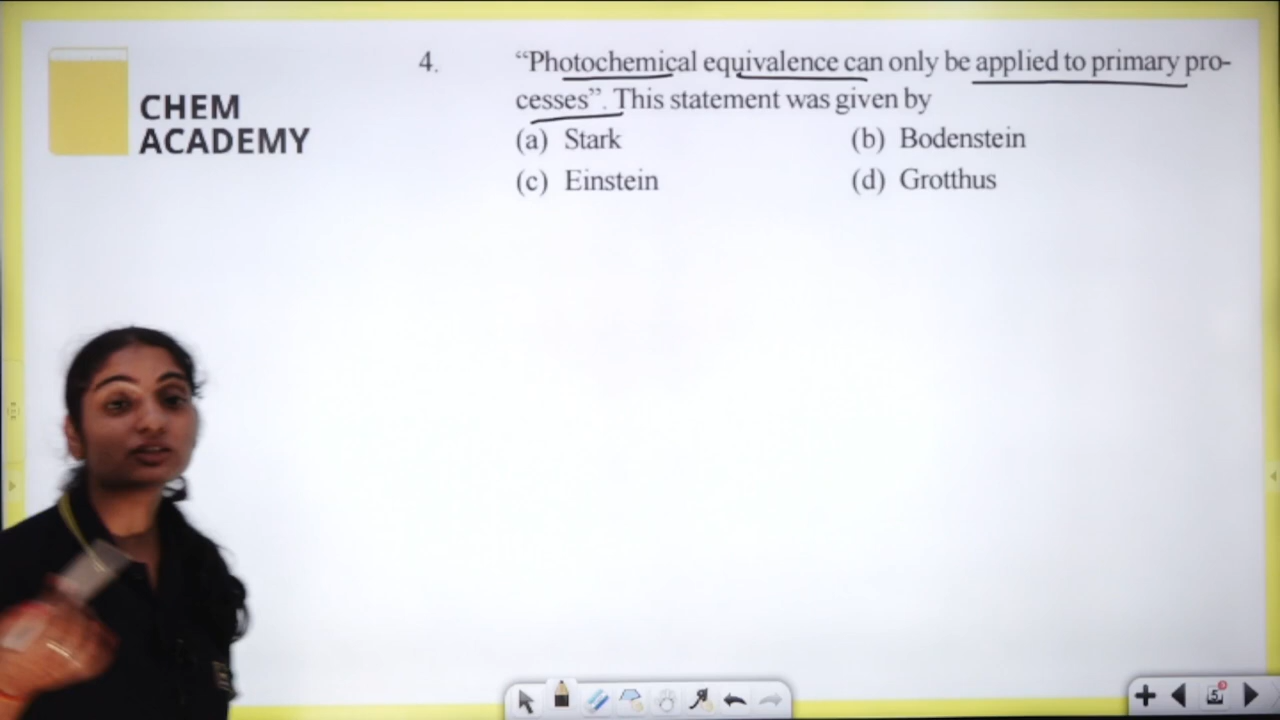 CHEM
ACADEMY
4.
“Photochemical equivalence can only be applied to primary pro-
cesses”. This statement was given by
(a) Stark
(b) Bodenstein
(c) Einstein
(d) Grotthus
5